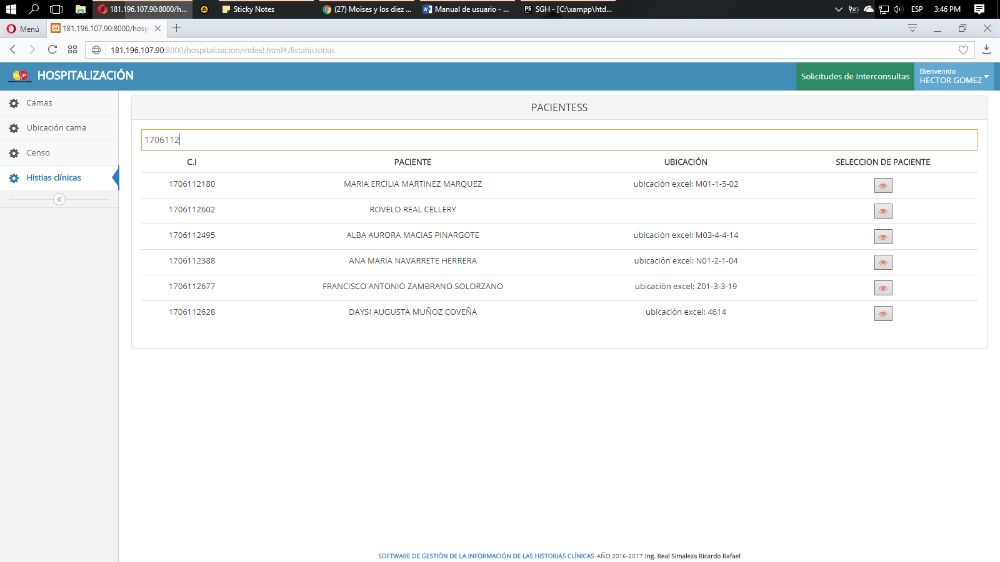 181.196.107.90:8000/h...
Sticky Notes
(27) Moises y los diez ...
Manual de usuario - ...
PS SGH - [C:\xampp\htd...
ESP
3:46 PM
Menú
181.196.107.90:8000/hosp
181.196.107.90:8000/hospitalizacion/index!.html#/listahistorias
HOSPITALIZACIÓN
Solicitudes de Interconsultas
Bienvenido
HECTOR GOMEZ
Camas
Ubicación cama
Censo
Histias clínicas
PACIENTESS
1706112
C.I PACIENTE UBICACIÓN SELECCION DE PACIENTE
1706112180 MARIA ERCILIA MARTINEZ MARQUEZ ubicación excel: M01-1-5-02
1706112602 ROVELO REAL CELLERY
1706112495 ALBA AURORA MACIAS PINARGOTE ubicación excel: M03-4-4-14
1706112388 ANA MARIA NAVARRETE HERRERA ubicación excel: N01-2-1-04
1706112677 FRANCISCO ANTONIO ZAMBRANO SOLORZANO ubicación excel: Z01-3-3-19
1706112628 DAYSI AUGUSTA MUÑOZ COVEÑA ubicación excel: 4614
SOFTWARE DE GESTIÓN DE LA INFORMACIÓN DE LAS HISTORIAS CLÍNICAS AÑO 2016-2017 Ing. Real Simaleza Ricardo Rafael